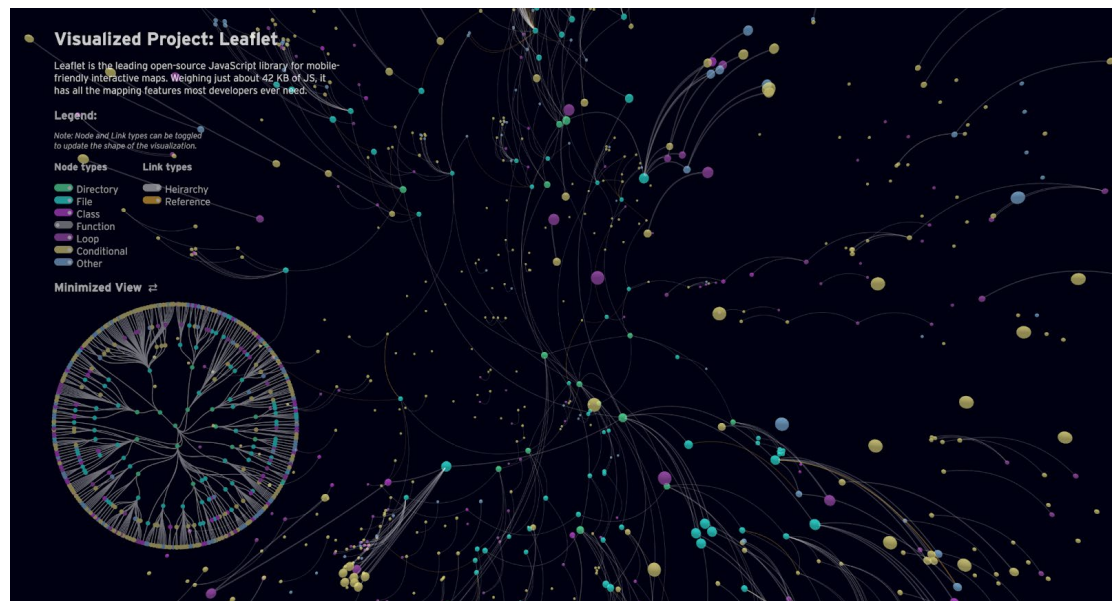 Visualized Project: Leaflet
Leaflet is the leading open-source JavaScript library for mobile-
friendly interactive maps. Weighing just about 42 KB of JS, it
has all the mapping features most developers ever need.
Legend:
Note: Node and Link types can be toggled
to update the shape of the visualization.
Node types
Directory
File
Class
Function
Loop
Conditional
Other
Link types
Heirarchy
Reference
Minimized View ⇄